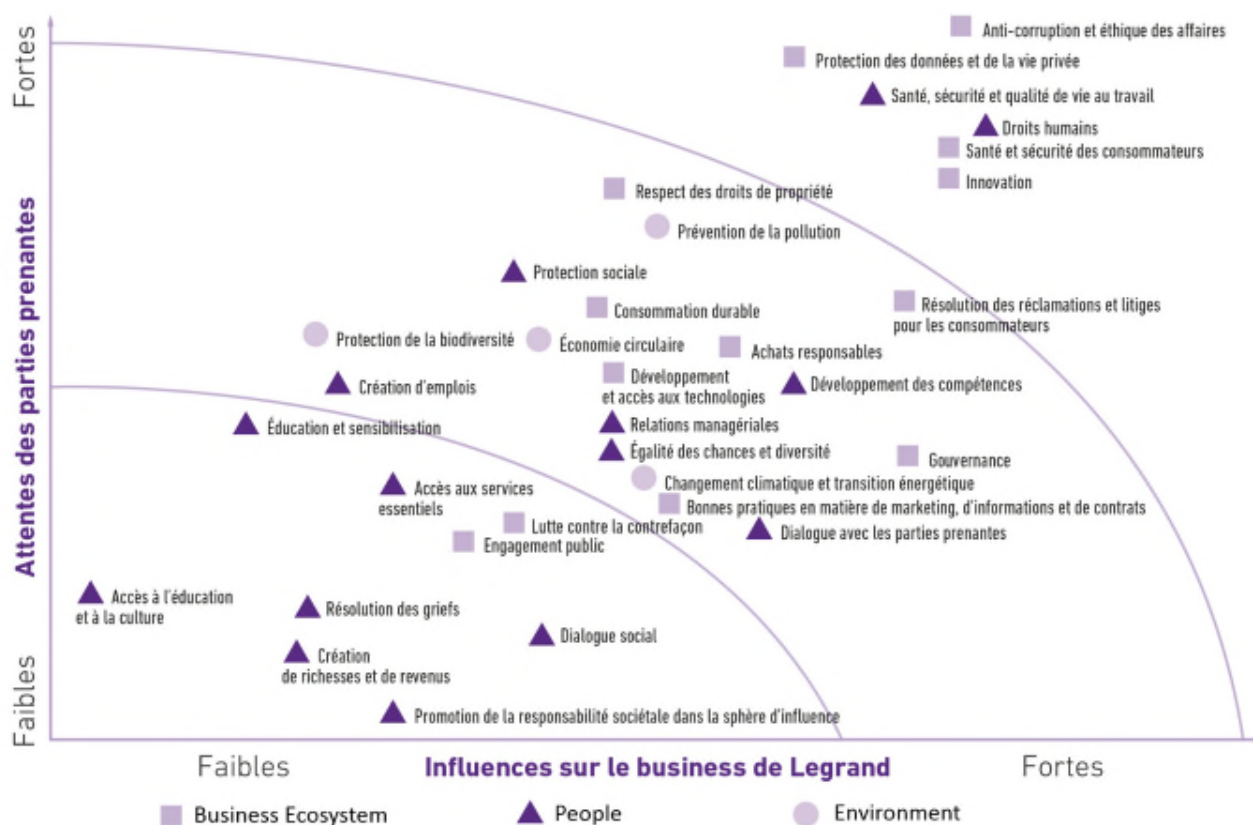 Fortes
Attentes des parties prenantes
Faibles
Anti-corruption et éthique des affaires
Protection des données et de la vie privée
Santé, sécurité et qualité de vie au travail
Droits humains
Santé et sécurité des consommateurs
Innovation
Respect des droits de propriété
Prévention de la pollution
Protection sociale
Consommation durable
Résolution des réclamations et litiges
pour les consommateurs
Protection de la biodiversité
Économie circulaire
Achats responsables
Création d'emplois
Développement
et accès aux technologies
Développement des compétences
Éducation et sensibilisation
Relations managériales
Égalité des chances et diversité
Gouvernance
Changement climatique et transition énergétique
Accès aux services
essentiels
Bonnes pratiques en matière de marketing, d'informations et de contrats
Lutte contre la contrefaçon
Dialogue avec les parties prenantes
Engagement public
Accès à l'éducation
et à la culture
Résolution des griefs
Dialogue social
Création
de richesses et de revenus
Promotion de la responsabilité sociétale dans la sphère d'influence
Faibles
Influences sur le business de Legrand
Fortes
Business Ecosystem
People
Environment